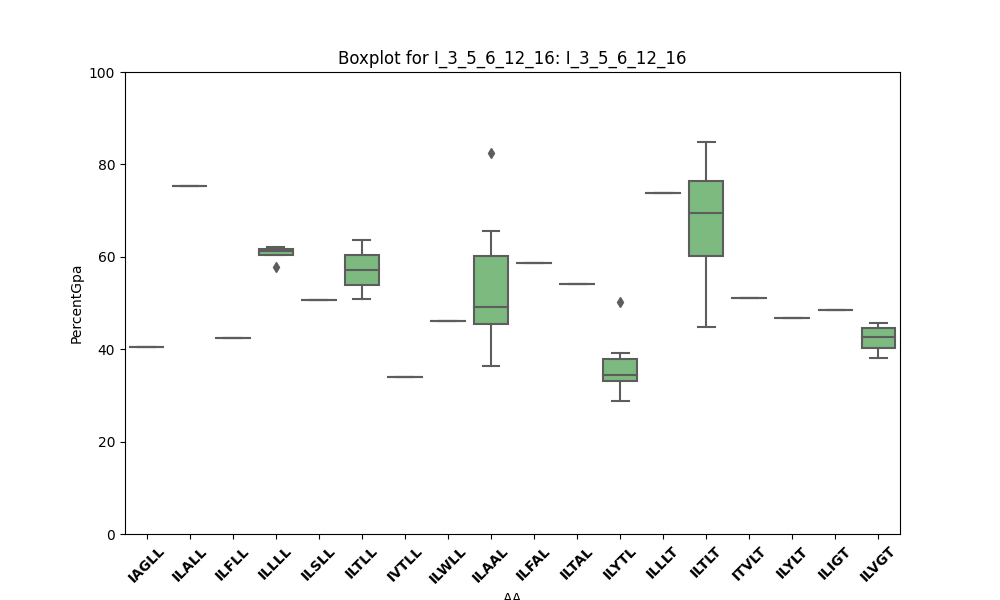 Boxplot for I_3_5_6_12_16: I_3_5_6_12_16
100
80
60
40
20
0
PercentGpa
IAGLL
ILALL
ILFLL
ILLLL
ILSLL
ILTLL
IVTLL
ILWLL
ILAAL
ILFAL
ILTAL
ILYTL
ILLLT
ILTLT
ITVLT
ILYLT
ILIGT
ILVGT
AA